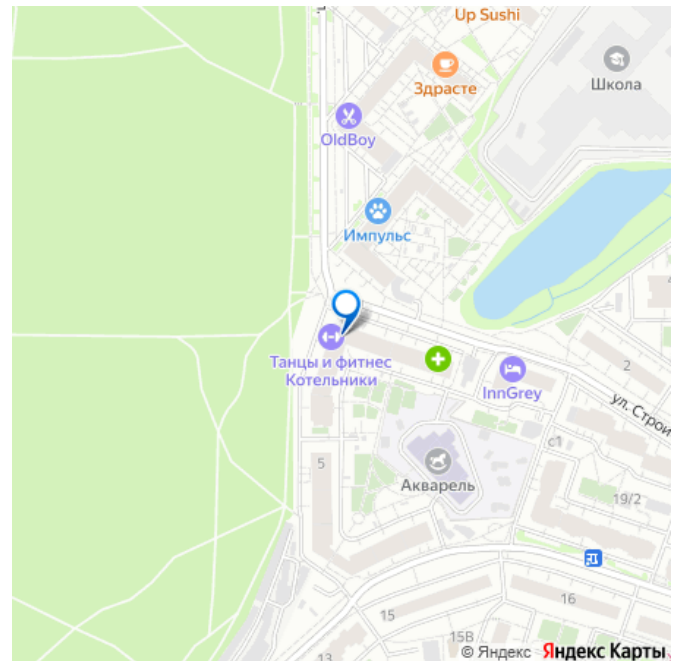 Up Sushi
Здрасте
Школа
OldBoy
Импульс
Танцы и фитнес
Котельники
InnGrey
2
ул. Строи
с1
Акварель
5
19/2
16
15
15В
13
© Яндекс Яндекс Карты